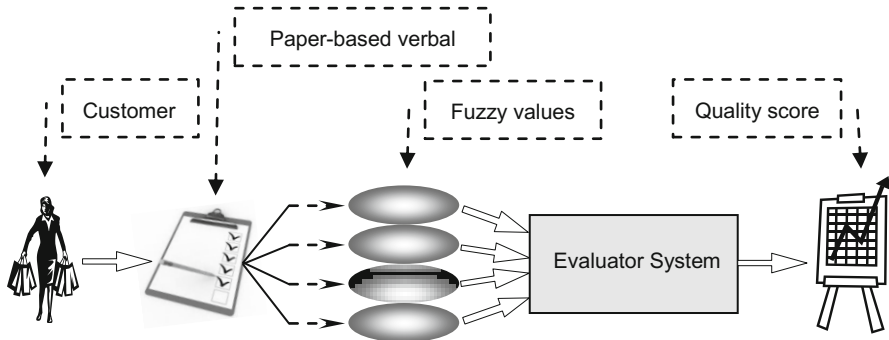 Paper-based verbal
Customer
Fuzzy values
Quality score
Evaluator System